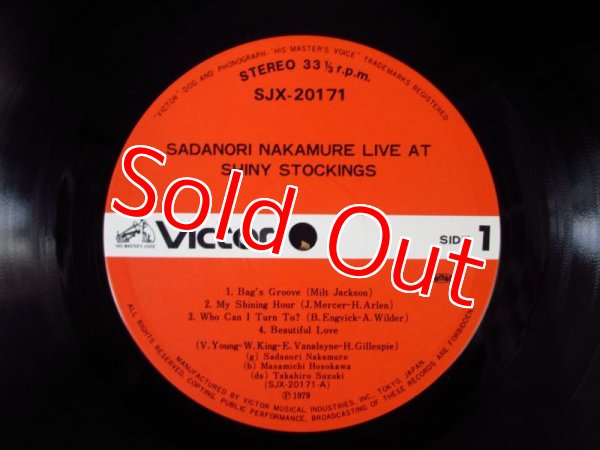 "VICTOR" DOG AND PHONOGRAPH·"HIS MASTER'S VOICE" TRADEMARKS REGISTERED.
STEREO 33 1/3 r.p.m.
SJX-20171
SADANORI NAKAMURE LIVE AT
SHINY STOCKINGS
Sold Out
"HIS MASTER'S VOICE"
Victor
SIDE 1
1. Bag's Groove (Milt Jackson)
2. My Shining Hour (J. Mercer-H. Arlen)
3. Who Can I Turn To? (B. Engvick-A. Wilder)
4. Beautiful Love
(V. Young-W. King-E. Vanalsyne-H. Gillespie)
(g) Sadanori Nakamure
(b) Masamichi Hosokawa
(ds) Takahiro Suzuki
(SJX-20171-A)
Ⓟ 1979
ALL RIGHTS RESERVED. COPYING, PUBLIC PERFORMANCE, BROADCASTING OF THESE RECORDS ARE FORBIDDEN.
MANUFACTURED BY VICTOR MUSICAL INDUSTRIES, INC., TOKYO, JAPAN.